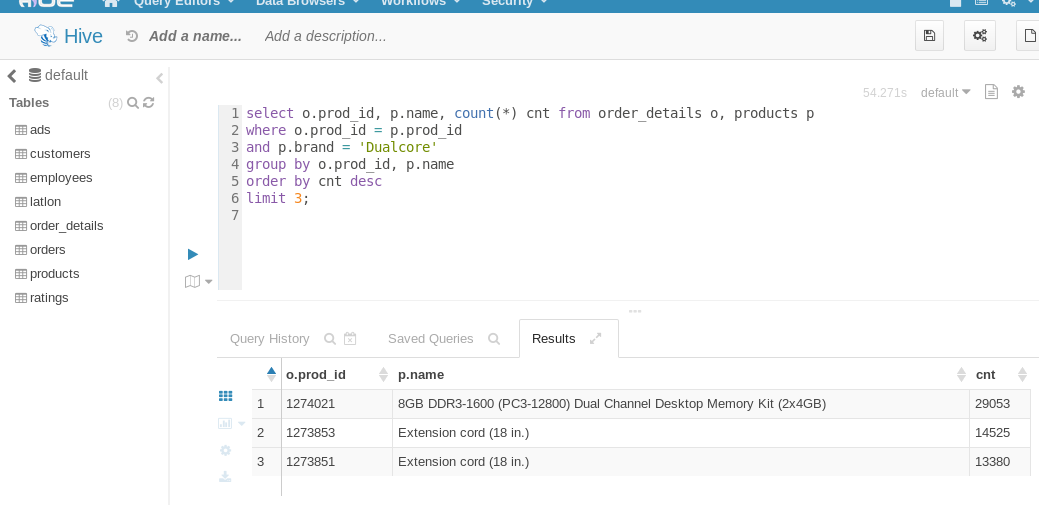 Query Editors Data Browsers Workflows Security
Hive Add a name... Add a description...
default
Tables (8)
ads
customers
employees
latlon
order_details
orders
products
ratings
54.271s default
1 select o.prod_id, p.name, count(*) cnt from order_details o, products p
2 where o.prod_id = p.prod_id
3 and p.brand = 'Dualcore'
4 group by o.prod_id, p.name
5 order by cnt desc
6 limit 3;
7
Query History Saved Queries Results
o.prod_id p.name cnt
1 1274021 8GB DDR3-1600 (PC3-12800) Dual Channel Desktop Memory Kit (2x4GB) 29053
2 1273853 Extension cord (18 in.) 14525
3 1273851 Extension cord (18 in.) 13380